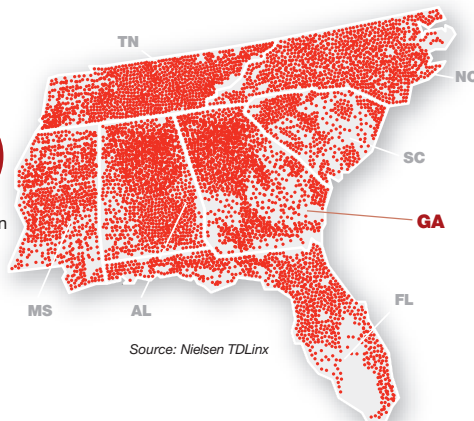 TN
NC
SC
n
GA
FL
MS
AL
Source: Nielsen TDLinx